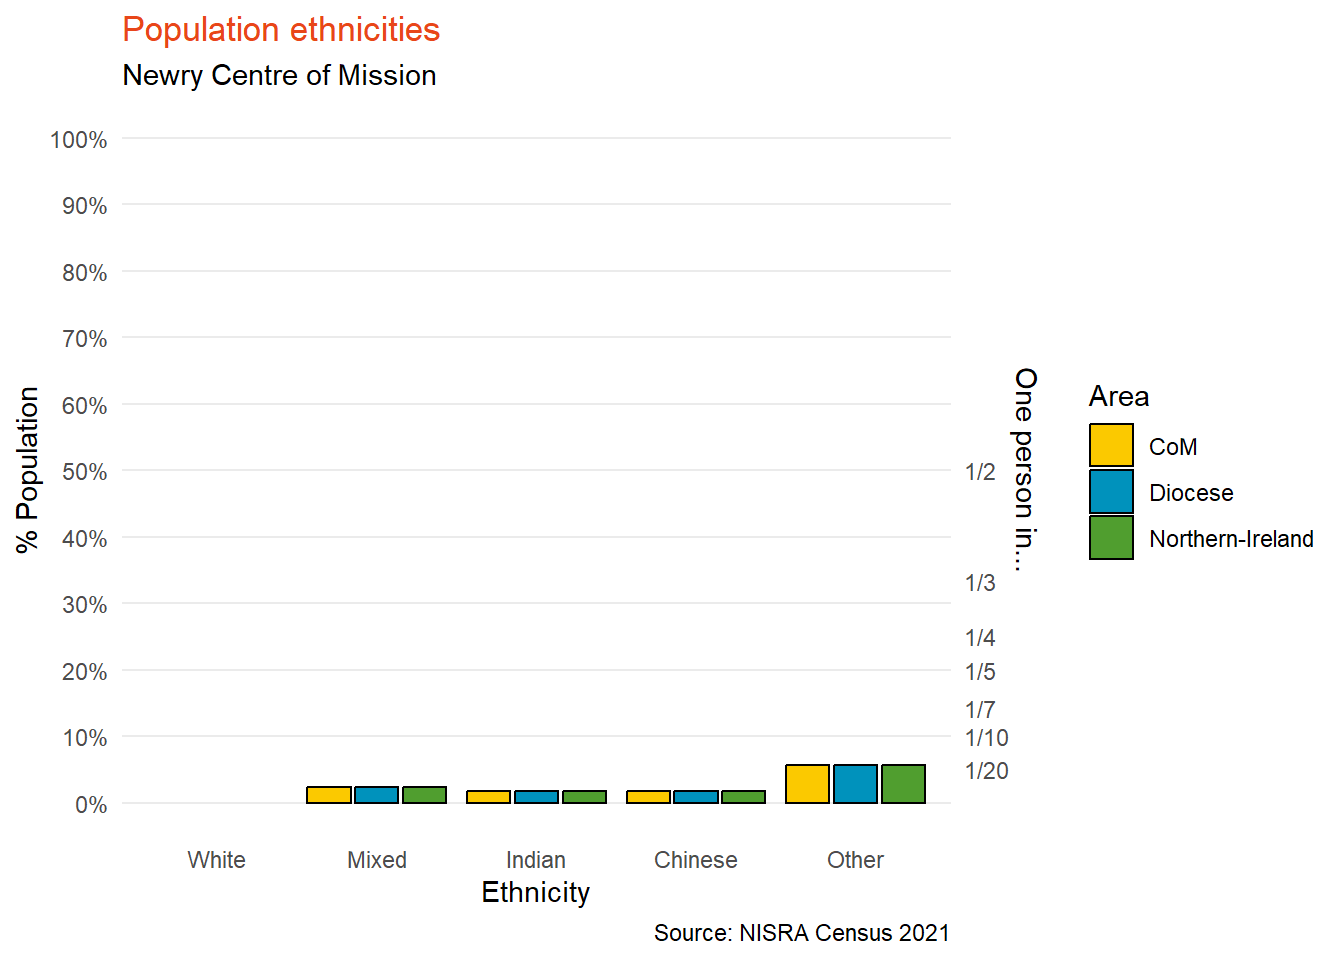 Population ethnicities
Newry Centre of Mission
100%
90%
80%
70%
60%
50%
40%
30%
20%
10%
0%
% Population
1/2
1/3
1/4
1/5
1/7
1/10
1/20
One person in...
Area
CoM
Diocese
Northern-Ireland
White Mixed Indian Chinese Other
Ethnicity
Source: NISRA Census 2021